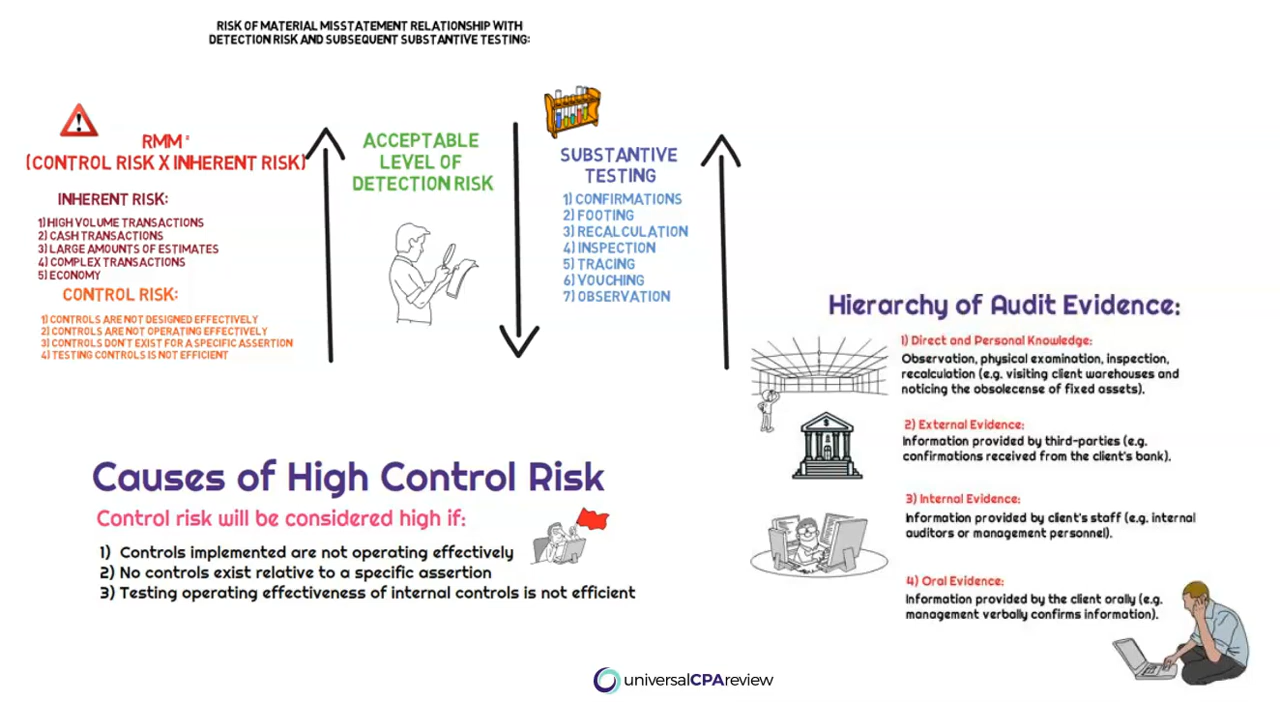 RISK OF MATERIAL MISSTATEMENT RELATIONSHIP WITH
DETECTION RISK AND SUBSEQUENT SUBSTANTIVE TESTING:
RMM =
(CONTROL RISK X INHERENT RISK)
INHERENT RISK:
1) HIGH VOLUME TRANSACTIONS
2) CASH TRANSACTIONS
3) LARGE AMOUNTS OF ESTIMATES
4) COMPLEX TRANSACTIONS
5) ECONOMY
CONTROL RISK:
1) CONTROLS ARE NOT DESIGNED EFFECTIVELY
2) CONTROLS ARE NOT OPERATING EFFECTIVELY
3) CONTROLS DON'T EXIST FOR A SPECIFIC ASSERTION
4) TESTING CONTROLS IS NOT EFFICIENT
ACCEPTABLE
LEVEL OF
DETECTION RISK
SUBSTANTIVE
TESTING
1) CONFIRMATIONS
2) FOOTING
3) RECALCULATION
4) INSPECTION
5) TRACING
6) VOUCHING
7) OBSERVATION
Causes of High Control Risk
Control risk will be considered high if:
1) Controls implemented are not operating effectively
2) No controls exist relative to a specific assertion
3) Testing operating effectiveness of internal controls is not efficient
Hierarchy of Audit Evidence:
1) Direct and Personal Knowledge:
Observation, physical examination, inspection,
recalculation (e.g. visiting client warehouses and
noticing the obsolecense of fixed assets).
2) External Evidence:
Information provided by third-parties (e.g.
confirmations received from the client's bank).
3) Internal Evidence:
Information provided by client's staff (e.g. internal
auditors or management personnel).
4) Oral Evidence:
Information provided by the client orally (e.g.
management verbally confirms information).
universalCPAreview